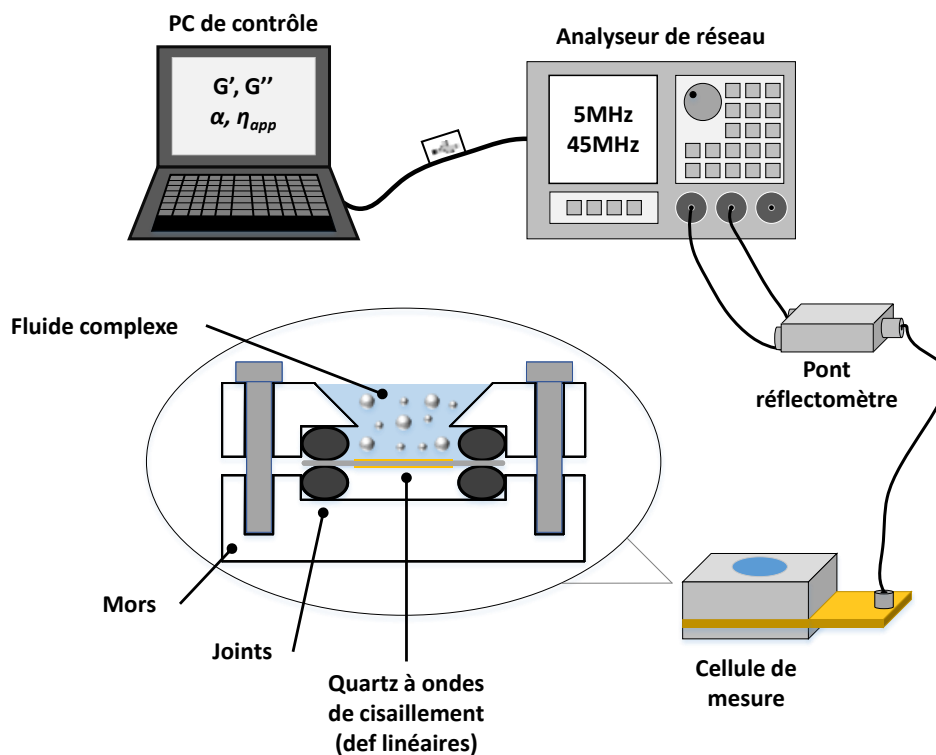 PC de contrôle
Analyseur de réseau
G’, G’’
α, ηapp
5MHz
45MHz
Fluide complexe
Pont
réflectomètre
Mors
Joints
Quartz à ondes
de cisaillement
(def linéaires)
Cellule de
mesure